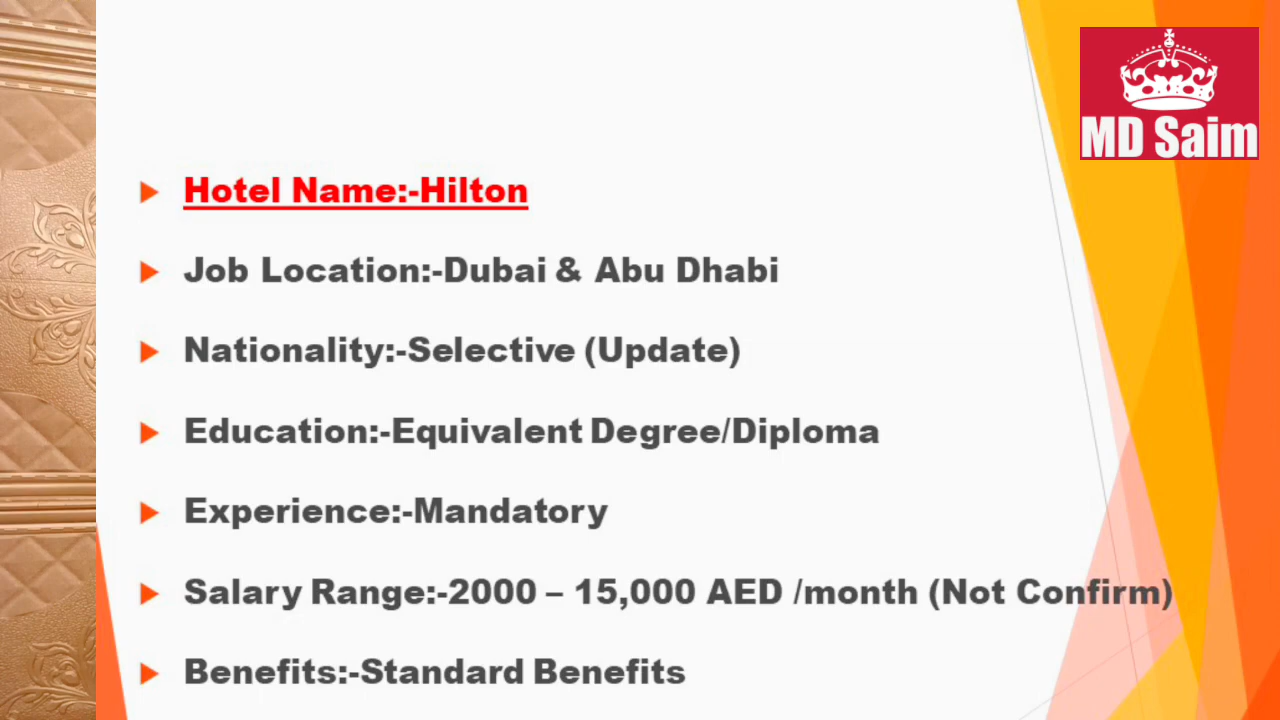 MD Saim
Hotel Name:-Hilton
Job Location:-Dubai & Abu Dhabi
Nationality:-Selective (Update)
Education:-Equivalent Degree/Diploma
Experience:-Mandatory
Salary Range:-2000 – 15,000 AED /month (Not Confirm)
Benefits:-Standard Benefits